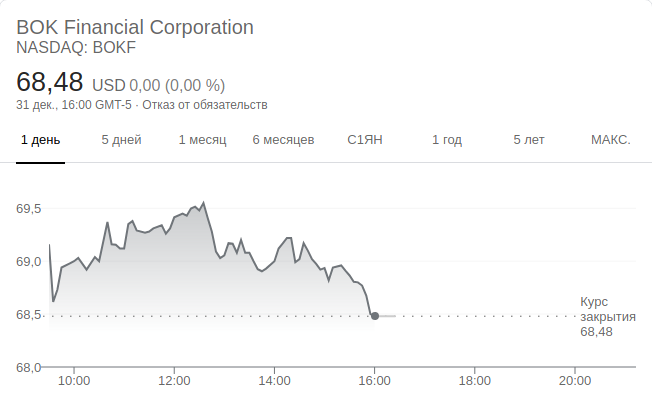 BOK Financial Corporation
NASDAQ: BOKF
68,48 USD 0,00 (0,00 %)
31 дек., 16:00 GMT-5 · Отказ от обязательств
1 день 5 дней 1 месяц 6 месяцев С1ЯН 1 год 5 лет МАКС.
69,5
69,0
68,5
68,0
Курс
закрытия
68,48
10:00 12:00 14:00 16:00 18:00 20:00